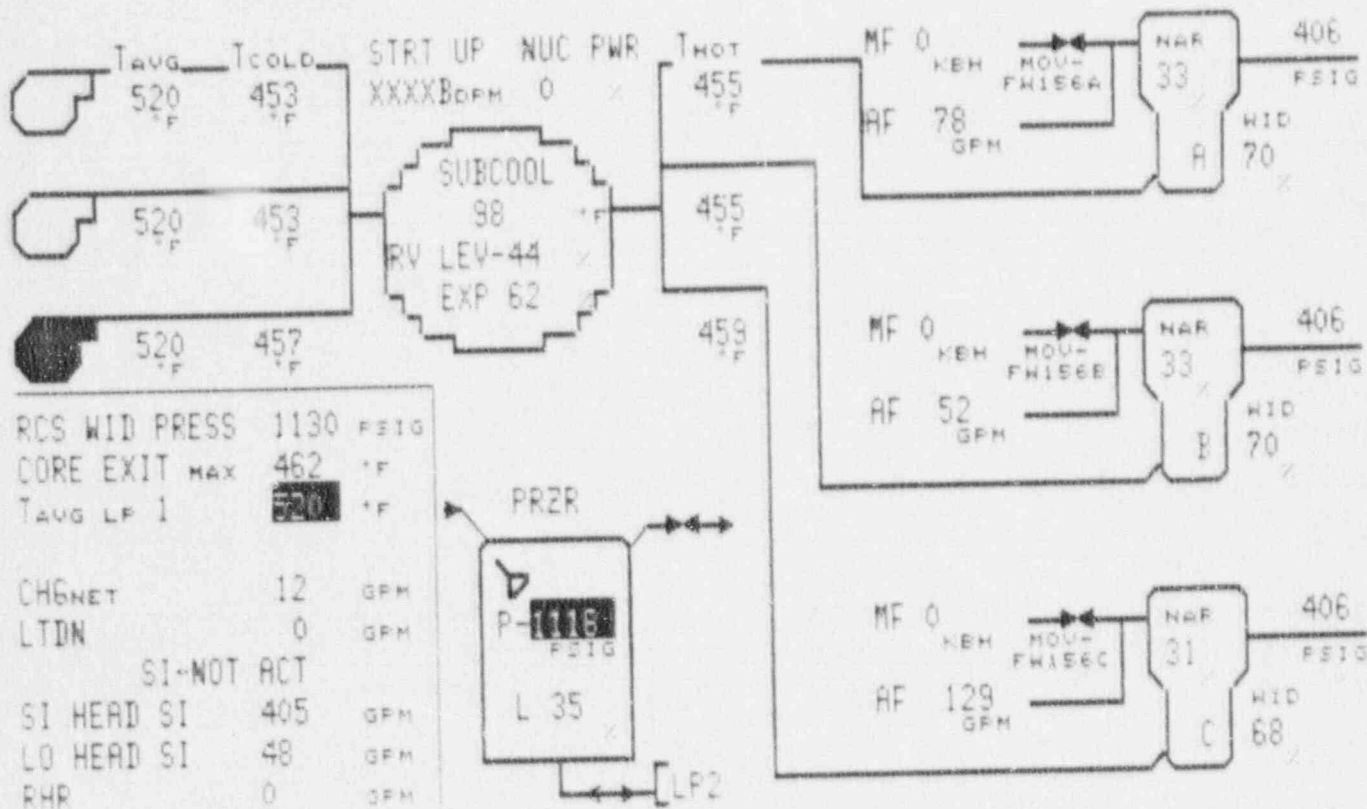 TAVG TCOLD STRT UP NUC PWR THOT
520 °F 453 °F XXXXB DPM 0 % 455 °F
SUBCOOL
98 °F
RV LEV-44 %
EXP 62 %
520 °F 453 °F 455 °F
520 °F 457 °F 459 °F
MF 0 KBH MOV-FW156A NAR 33 % 406 PSIG
AF 78 GPM A WID 70 %
MF 0 KBH MOV-FW156B NAR 33 % 406 PSIG
AF 52 GPM B WID 70 %
MF 0 KBH MOV-FW156C NAR 31 % 406 PSIG
AF 129 GPM C WID 68 %
RCS WID PRESS 1130 PSIG
CORE EXIT MAX 462 °F
TAVG LP 1 520 °F
CHGNET 12 GPM
LTDN 0 GPM
SI-NOT ACT
SI HEAD SI 405 GPM
LO HEAD SI 48 GPM
RHR 0 GPM
PRZR
P-1118
PSIG
L 35 %
LP2